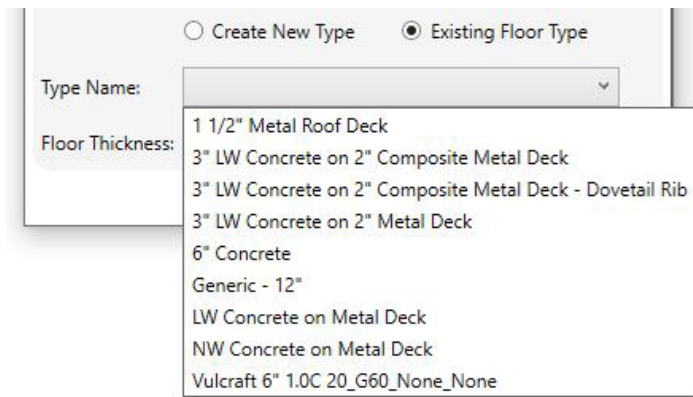 Create New Type Existing Floor Type
Type Name:
Floor Thickness:
1 1/2" Metal Roof Deck
3" LW Concrete on 2" Composite Metal Deck
3" LW Concrete on 2" Composite Metal Deck - Dovetail Rib
3" LW Concrete on 2" Metal Deck
6" Concrete
Generic - 12"
LW Concrete on Metal Deck
NW Concrete on Metal Deck
Vulcraft 6" 1.0C 20_G60_None_None